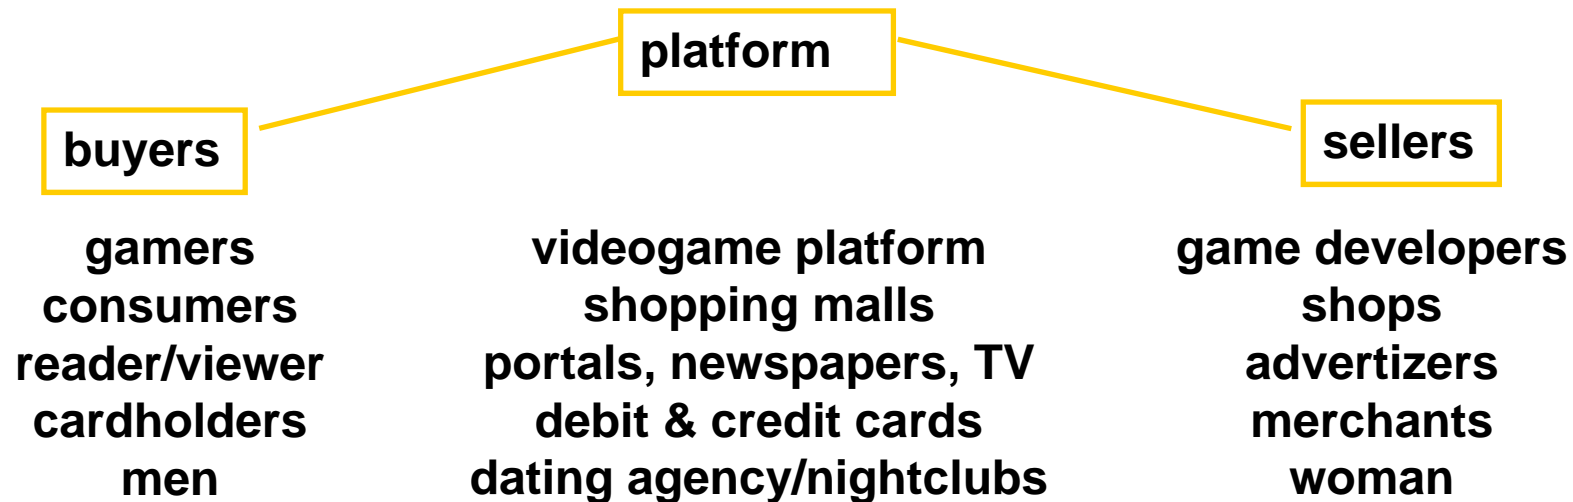 platform
buyers
sellers
gamers videogame platform game developers
consumers shopping malls shops
reader/viewer portals, newspapers, TV advertizers
cardholders debit & credit cards merchants
men dating agency/nightclubs woman